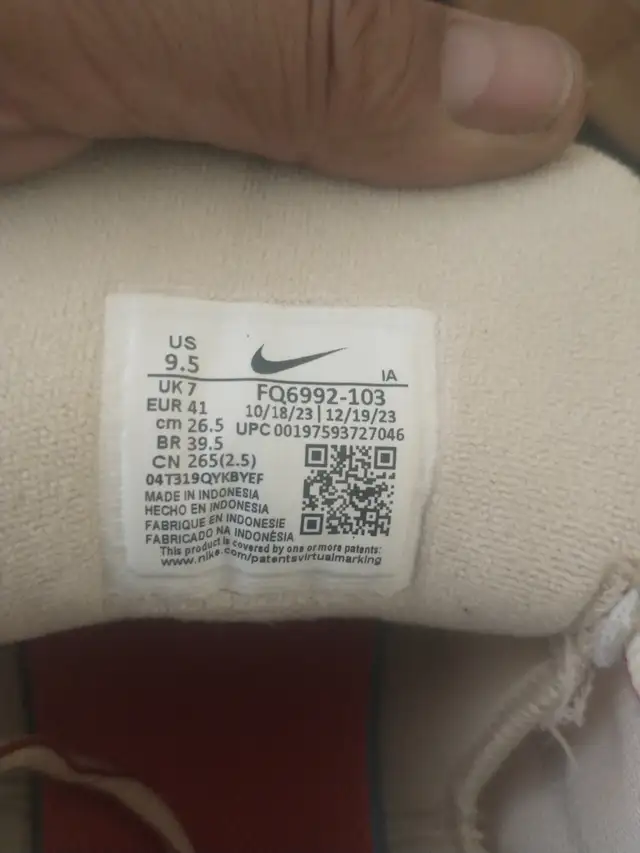 US
9.5
IA
UK 7
FQ6992-103
EUR 41
10/18/23 | 12/19/23
cm 26.5
UPC 00197593727046
BR 39.5
CN 265(2.5)
04T319QYKBYEF
MADE IN INDONESIA
HECHO EN INDONESIA
FABRIQUE EN INDONESIE
FABRICADO NA INDONÉSIA
This product is covered by one or more patents:
www.nike.com/patentsvirtualmarking